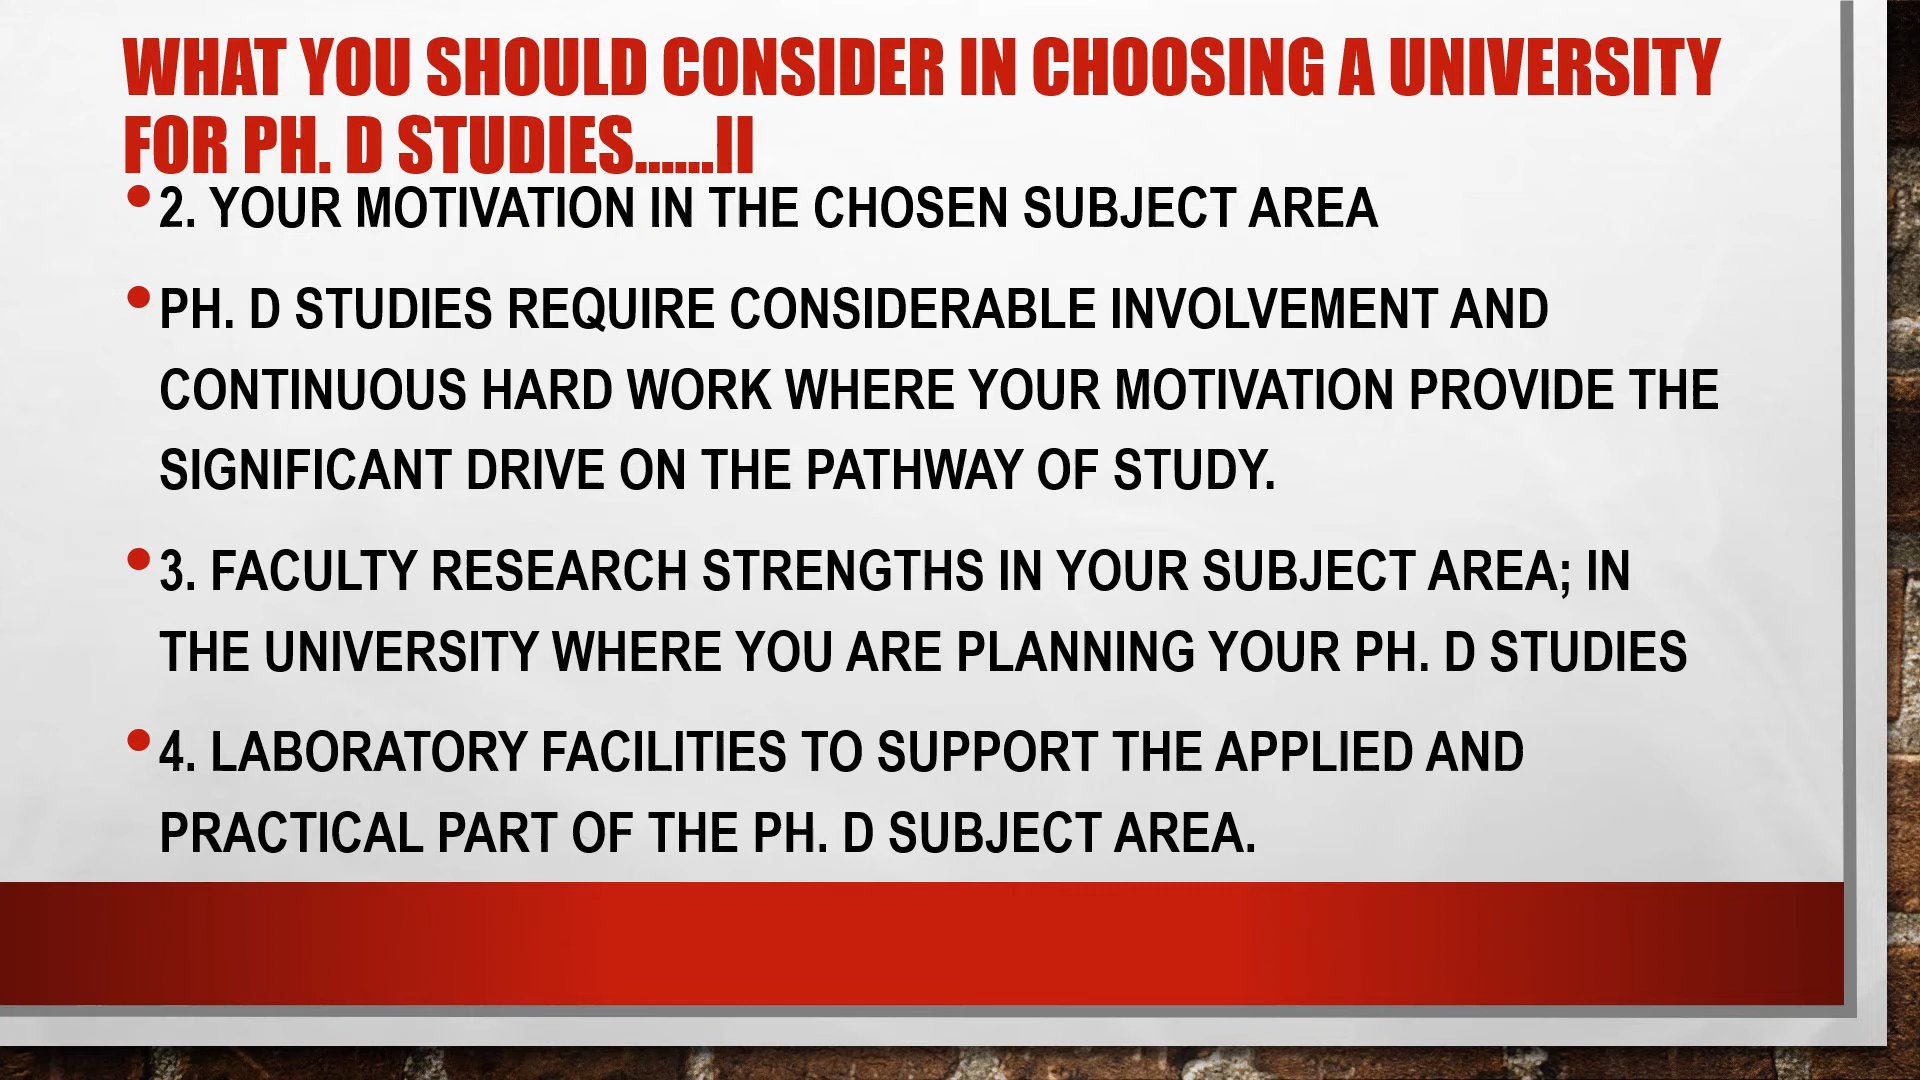 WHAT YOU SHOULD CONSIDER IN CHOOSING A UNIVERSITY
FOR PH. D STUDIES……II
• 2. YOUR MOTIVATION IN THE CHOSEN SUBJECT AREA
• PH. D STUDIES REQUIRE CONSIDERABLE INVOLVEMENT AND
CONTINUOUS HARD WORK WHERE YOUR MOTIVATION PROVIDE THE
SIGNIFICANT DRIVE ON THE PATHWAY OF STUDY.
• 3. FACULTY RESEARCH STRENGTHS IN YOUR SUBJECT AREA; IN
THE UNIVERSITY WHERE YOU ARE PLANNING YOUR PH. D STUDIES
• 4. LABORATORY FACILITIES TO SUPPORT THE APPLIED AND
PRACTICAL PART OF THE PH. D SUBJECT AREA.